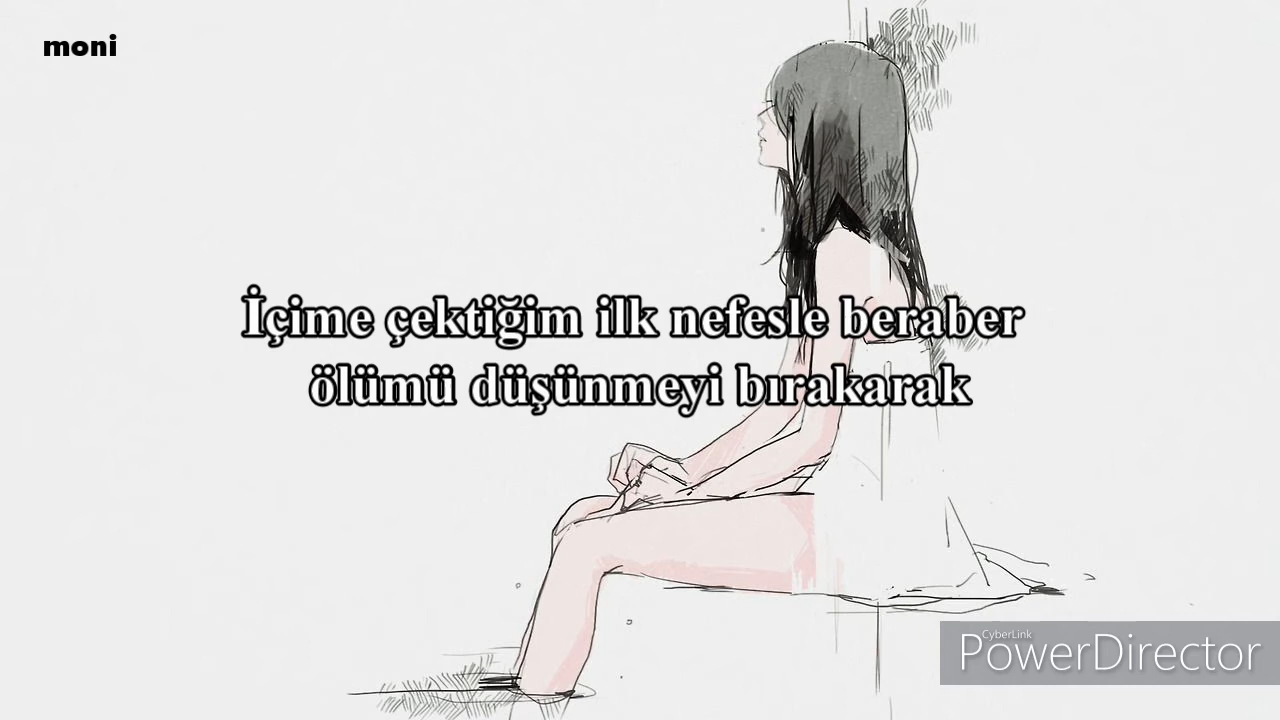 moni
İçime çektiğim ilk nefesle beraber
ölümü düşünmeyi bırakarak
CyberLink
PowerDirector